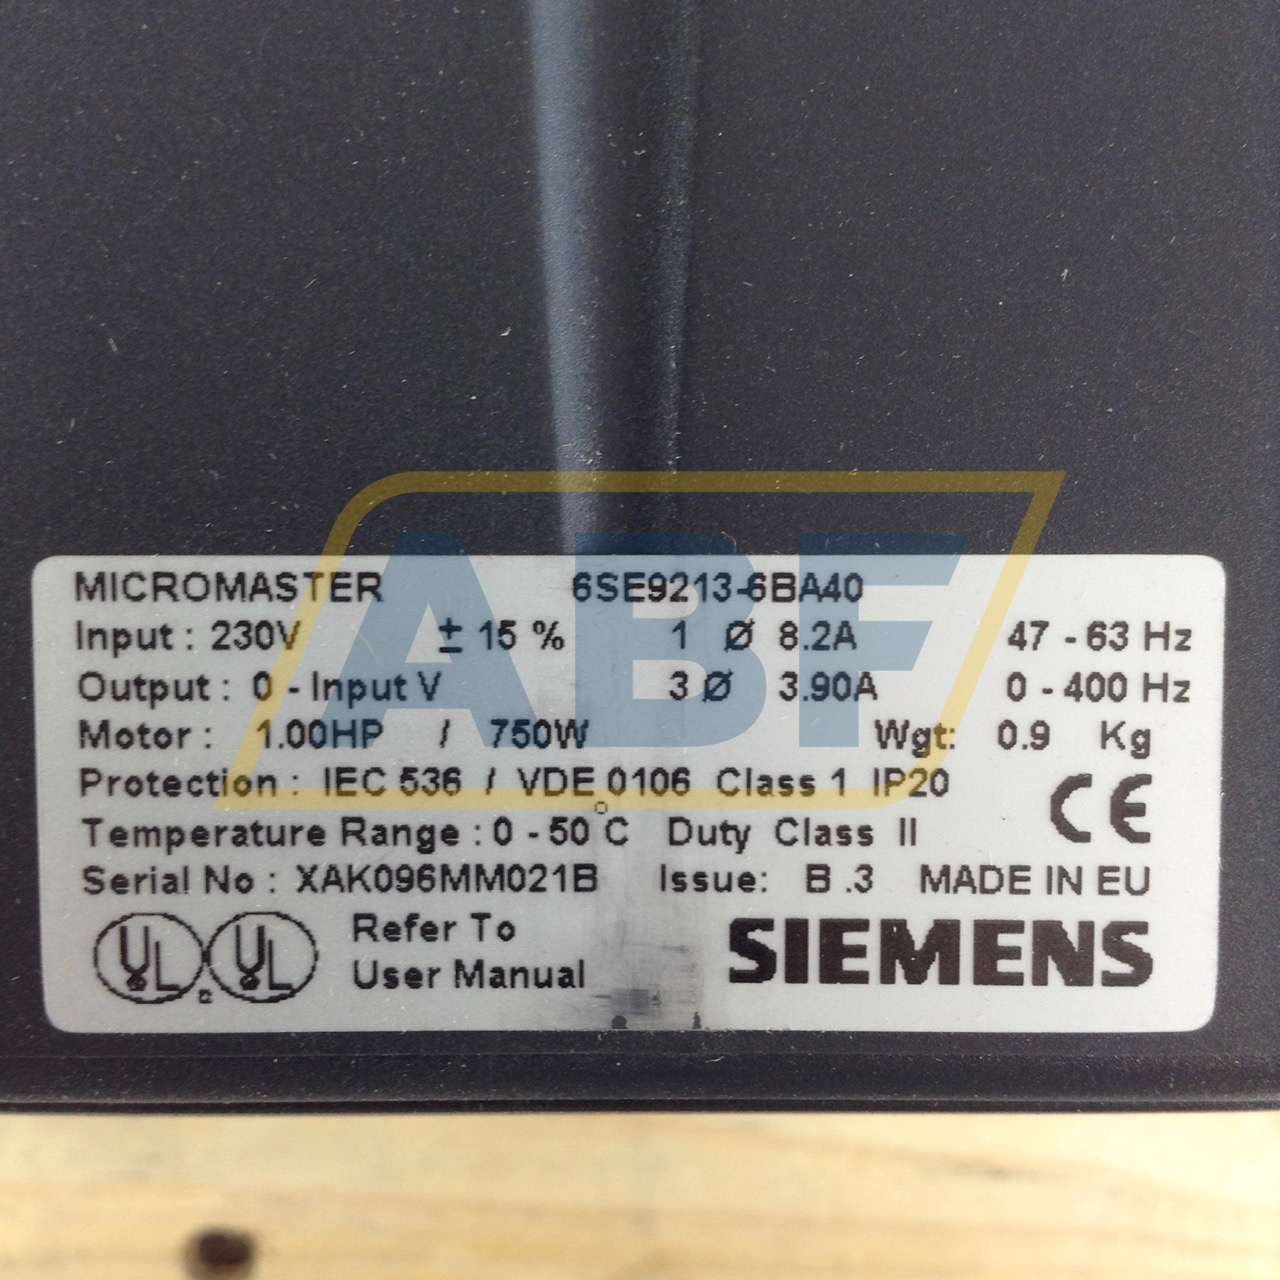 MICROMASTER 6SE9213-6BA40
Input : 230V ± 15 % 1 Ø 8.2A 47 - 63 Hz
Output : 0 - Input V 3 Ø 3.90A 0 - 400 Hz
Motor : 1.00HP / 750W Wgt: 0.9 Kg
Protection : IEC 536 / VDE 0106 Class 1 IP20
Temperature Range : 0 - 50 °C Duty Class II
CE
Serial No : XAK096MM021B Issue: B .3 MADE IN EU
UL c UL
Refer To
User Manual
SIEMENS
ABF